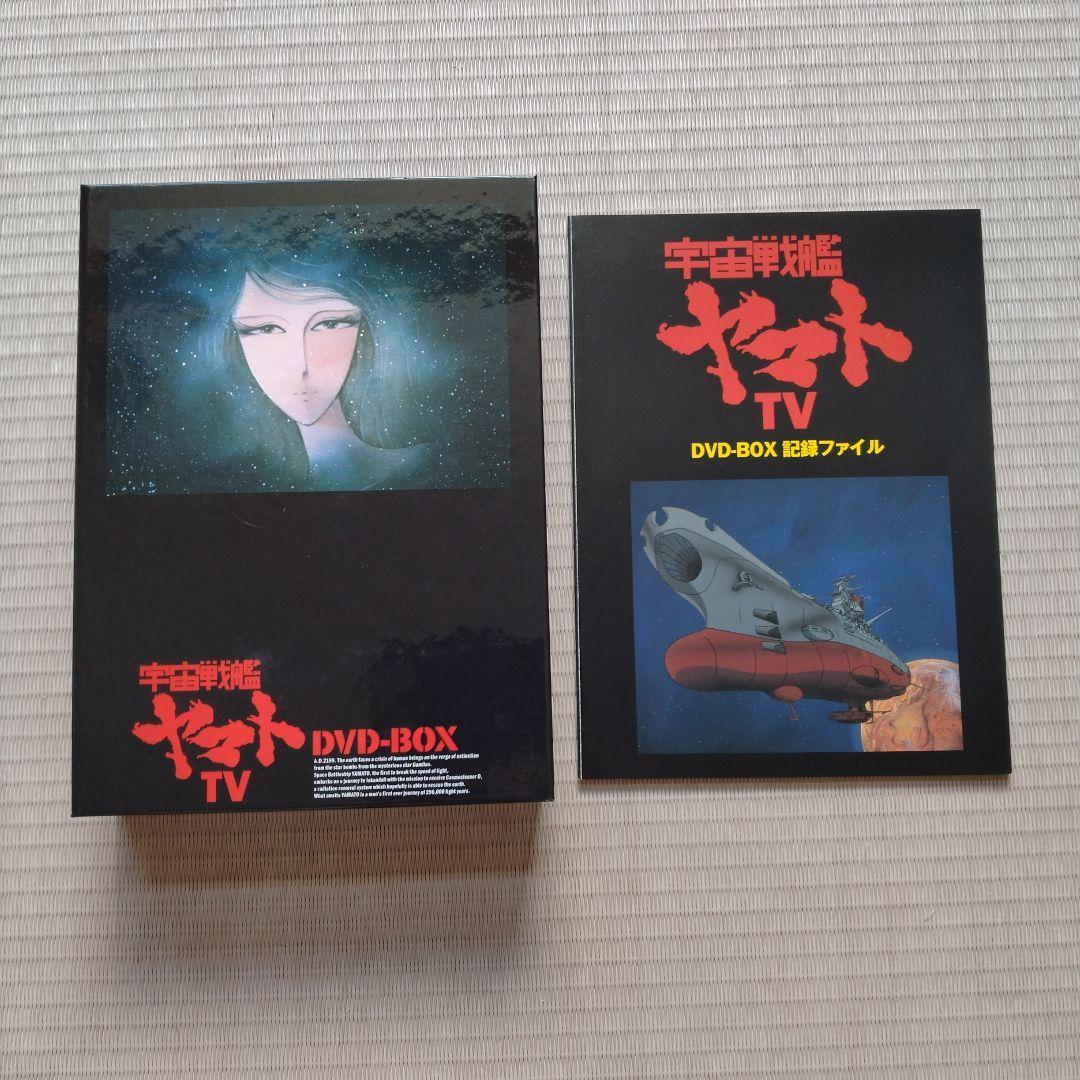 宇宙戦艦
ヤマト
TV
DVD-BOX
A.D.2199. The earth faces a crisis of human beings on the verge of extinction
from the star bombs from the mysterious star Gamilus.
Space Battleship YAMATO, the first to break the speed of light,
embarks on a journey to Iskandall with the mission to receive Cosmocleaner D,
a radiation removal system which hopefully is able to rescue the earth.
What awaits YAMATO is a man's first ever journey of 296,000 light years.
宇宙戦艦
ヤマト
TV
DVD-BOX 記録ファイル